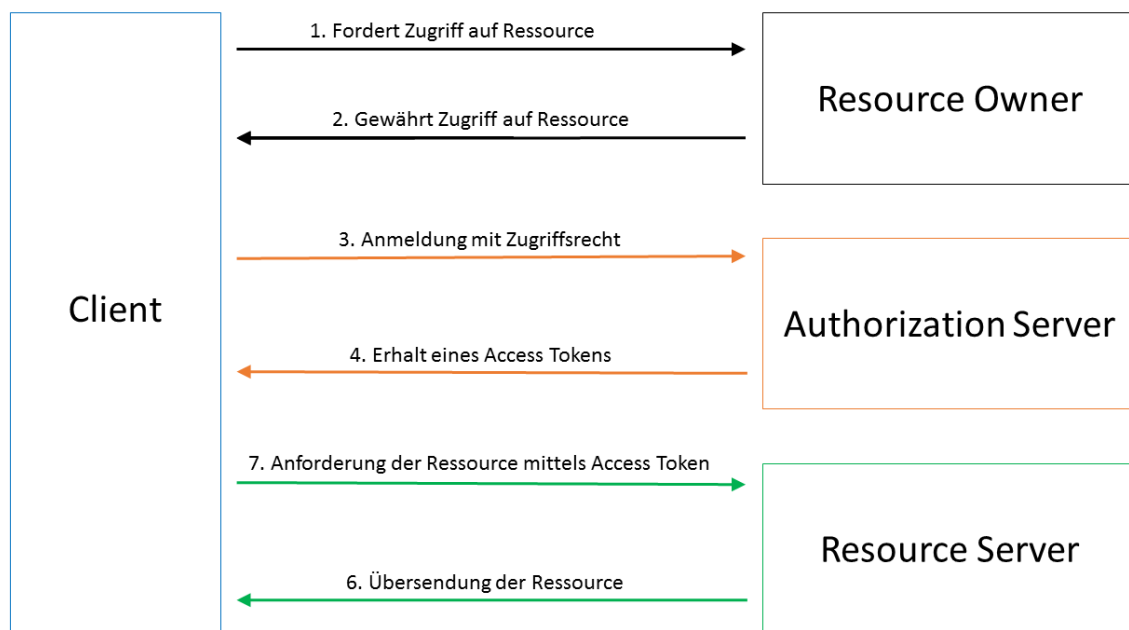 1. Fordert Zugriff auf Ressource
Resource Owner
2. Gewährt Zugriff auf Ressource
3. Anmeldung mit Zugriffsrecht
Client
Authorization Server
4. Erhalt eines Access Tokens
7. Anforderung der Ressource mittels Access Token
Resource Server
6. Übersendung der Ressource